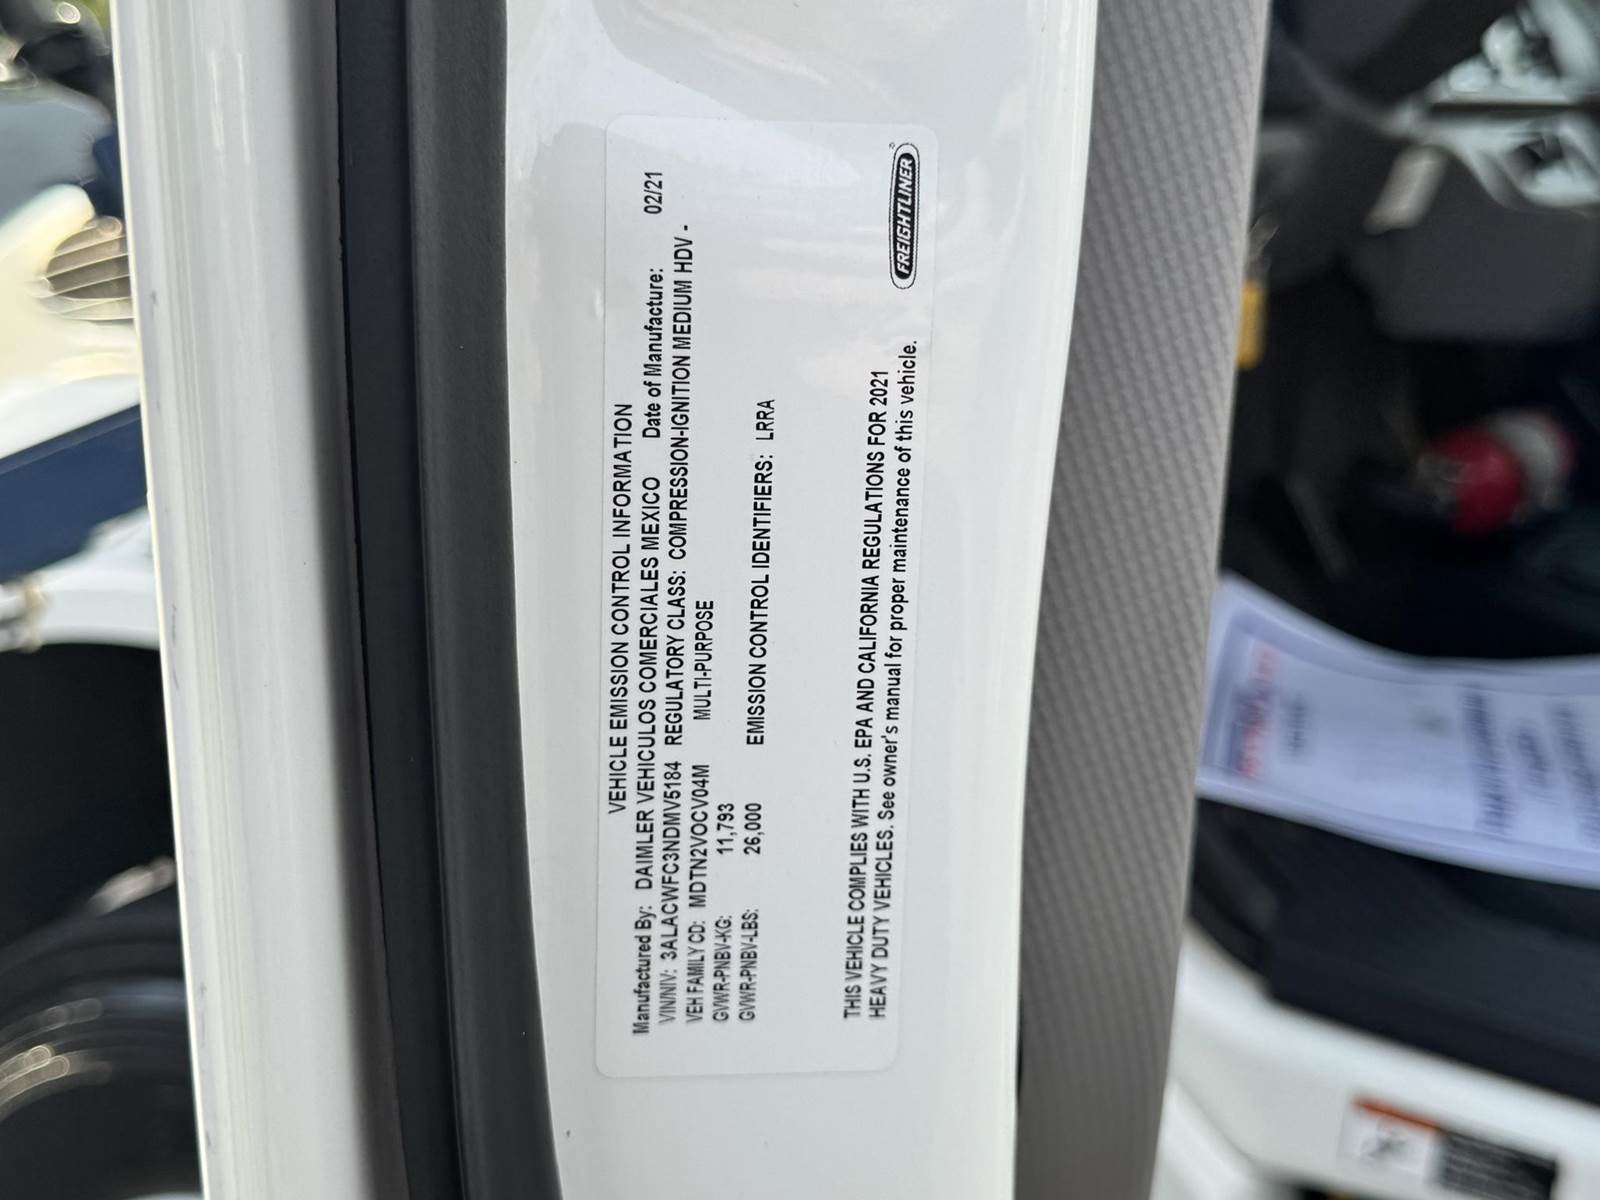 VEHICLE EMISSION CONTROL INFORMATION
Manufactured By: DAIMLER VEHICULOS COMERCIALES MEXICO Date of Manufacture: 02/21
VIN/NIV: 3ALACWFC3NDMV5184 REGULATORY CLASS: COMPRESSION-IGNITION MEDIUM HDV -
VEH FAMILY CD: MDTN2VOCV04M MULTI-PURPOSE
GVWR-PNBV-KG: 11,793
GVWR-PNBV-LBS: 26,000 EMISSION CONTROL IDENTIFIERS: LRRA
THIS VEHICLE COMPLIES WITH U.S. EPA AND CALIFORNIA REGULATIONS FOR 2021
HEAVY DUTY VEHICLES. See owner's manual for proper maintenance of this vehicle.
FREIGHTLINER®